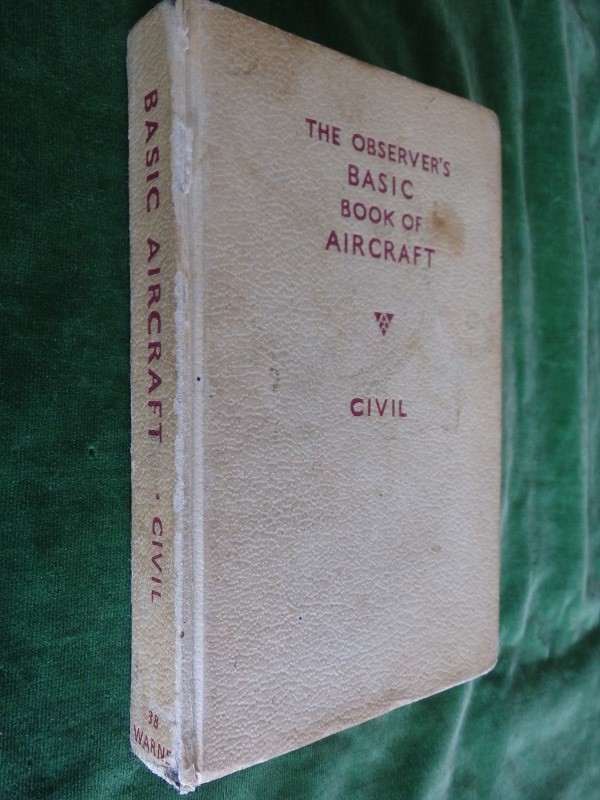 THE OBSERVER'S
BASIC
BOOK OF
AIRCRAFT
CIVIL
BASIC AIRCRAFT · CIVIL
38
WARNE